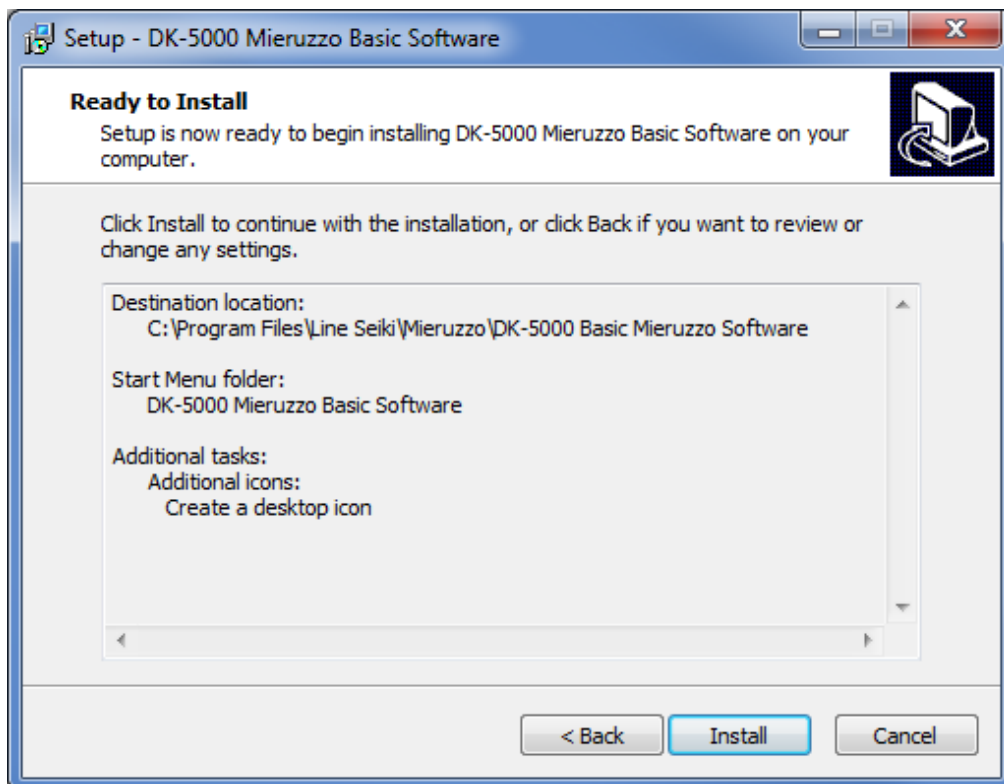 Setup - DK-5000 Mieruzzo Basic Software
Ready to Install
Setup is now ready to begin installing DK-5000 Mieruzzo Basic Software on your
computer.
Click Install to continue with the installation, or click Back if you want to review or
change any settings.
Destination location:
C:\Program Files\Line Seiki\Mieruzzo\DK-5000 Basic Mieruzzo Software
Start Menu folder:
DK-5000 Mieruzzo Basic Software
Additional tasks:
Additional icons:
Create a desktop icon
< Back Install Cancel